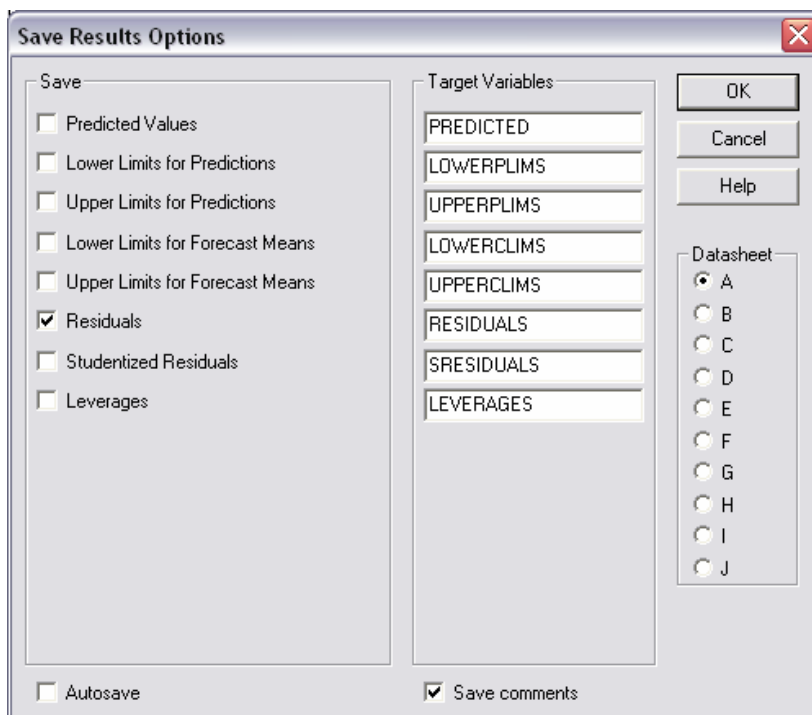 Save Results Options
Save
Predicted Values
Lower Limits for Predictions
Upper Limits for Predictions
Lower Limits for Forecast Means
Upper Limits for Forecast Means
Residuals
Studentized Residuals
Leverages
Target Variables
PREDICTED
LOWERPLIMS
UPPERPLIMS
LOWERCLIMS
UPPERCLIMS
RESIDUALS
SRESIDUALS
LEVERAGES
OK
Cancel
Help
Datasheet
A
B
C
D
E
F
G
H
I
J
Autosave
Save comments